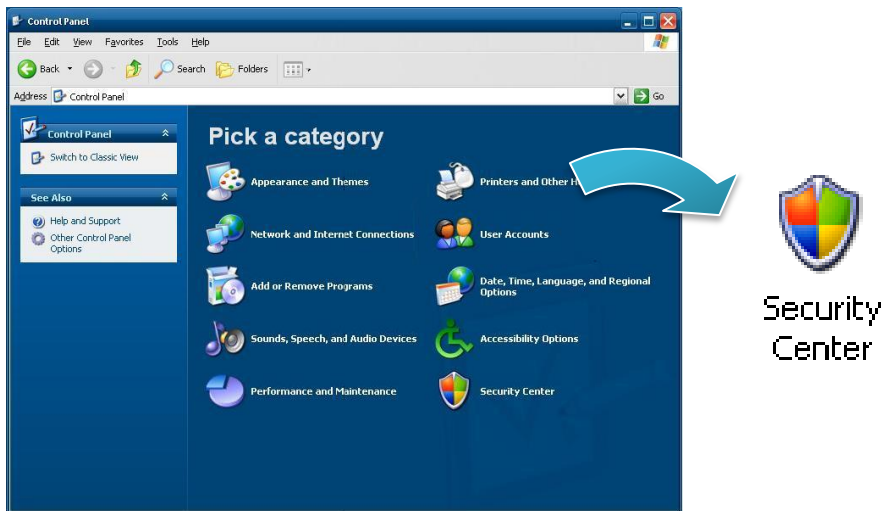 Control Panel
File Edit View Favorites Tools Help
Back Search Folders
Address Control Panel Go
Control Panel
Switch to Classic View
See Also
Help and Support
Other Control Panel
Options
Pick a category
Appearance and Themes
Printers and Other H
Network and Internet Connections
User Accounts
Add or Remove Programs
Date, Time, Language, and Regional
Options
Sounds, Speech, and Audio Devices
Accessibility Options
Performance and Maintenance
Security Center
Security
Center